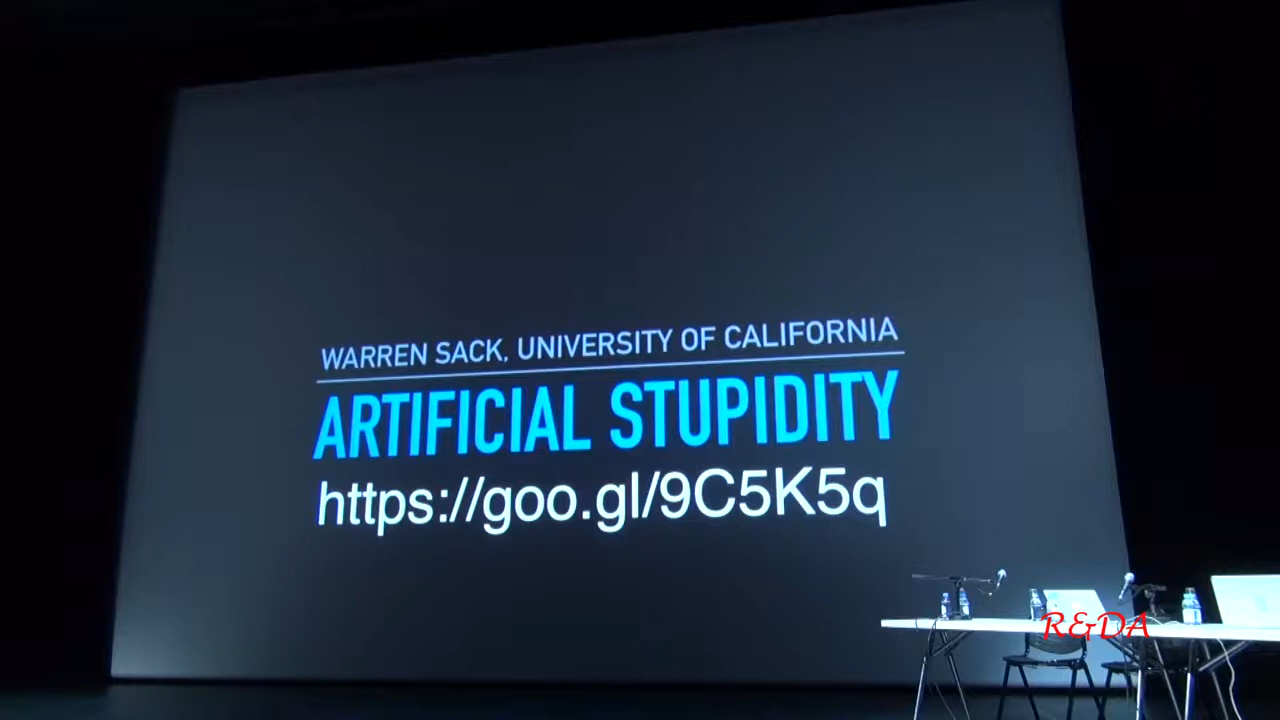 WARREN SACK, UNIVERSITY OF CALIFORNIA
ARTIFICIAL STUPIDITY
https://goo.gl/9C5K5q
R&DA